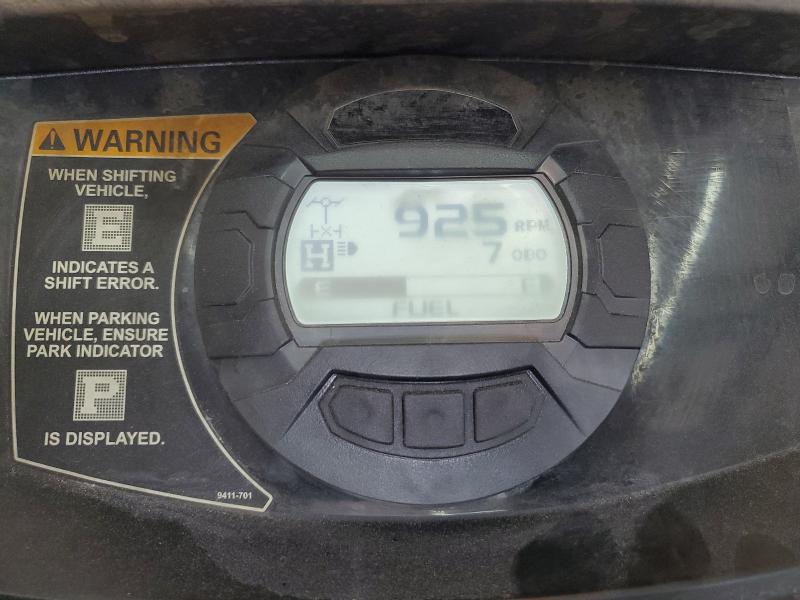 WARNING
WHEN SHIFTING
VEHICLE,
E
INDICATES A
SHIFT ERROR.
WHEN PARKING
VEHICLE, ENSURE
PARK INDICATOR
P
IS DISPLAYED.
9411-701
925 RPM
7 ODO
H
E F
FUEL